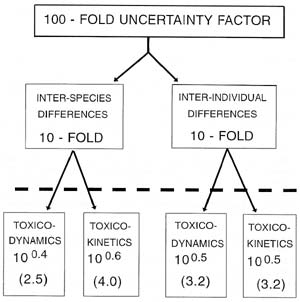 100 - FOLD UNCERTAINTY FACTOR
INTER-SPECIES
DIFFERENCES
10 - FOLD
INTER-INDIVIDUAL
DIFFERENCES
10 - FOLD
TOXICO-
DYNAMICS
10^0.4
(2.5)
TOXICO-
KINETICS
10^0.6
(4.0)
TOXICO-
DYNAMICS
10^0.5
(3.2)
TOXICO-
KINETICS
10^0.5
(3.2)